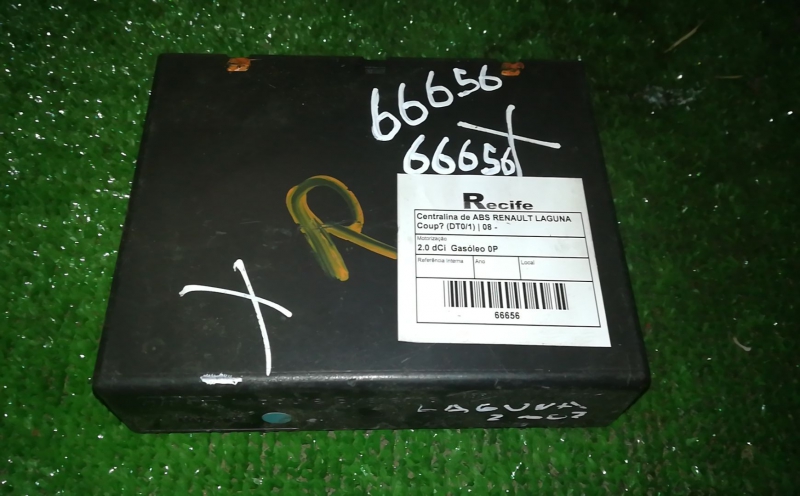 66656
66656
R
Recife
Centralina de ABS RENAULT LAGUNA
Coup? (DT0/1) | 08 -
Motorização
2.0 dCi Gasóleo 0P
Referência Interna Ano Local
66656
LAGUNA